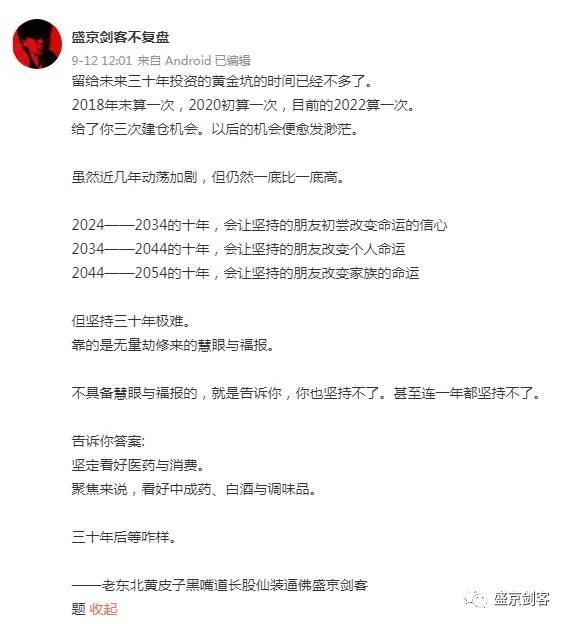 盛京剑客不复盘
9-12 12:01 来自 Android 已编辑
留给未来三十年投资的黄金坑的时间已经不多了。
2018年末算一次，2020初算一次，目前的2022算一次。
给了你三次建仓机会。以后的机会便愈发渺茫。
虽然近几年动荡加剧，但仍然一底比一底高。
2024——2034的十年，会让坚持的朋友初尝改变命运的信心
2034——2044的十年，会让坚持的朋友改变个人命运
2044——2054的十年，会让坚持的朋友改变家族的命运
但坚持三十年极难。
靠的是无量劫修来的慧眼与福报。
不具备慧眼与福报的，就是告诉你，你也坚持不了。甚至连一年都坚持不了。
告诉你答案:
坚定看好医药与消费。
聚焦来说，看好中成药、白酒与调味品。
三十年后等咋样。
——老东北黄皮子黑嘴道长股仙装逼佛盛京剑客
题 收起
盛京剑客